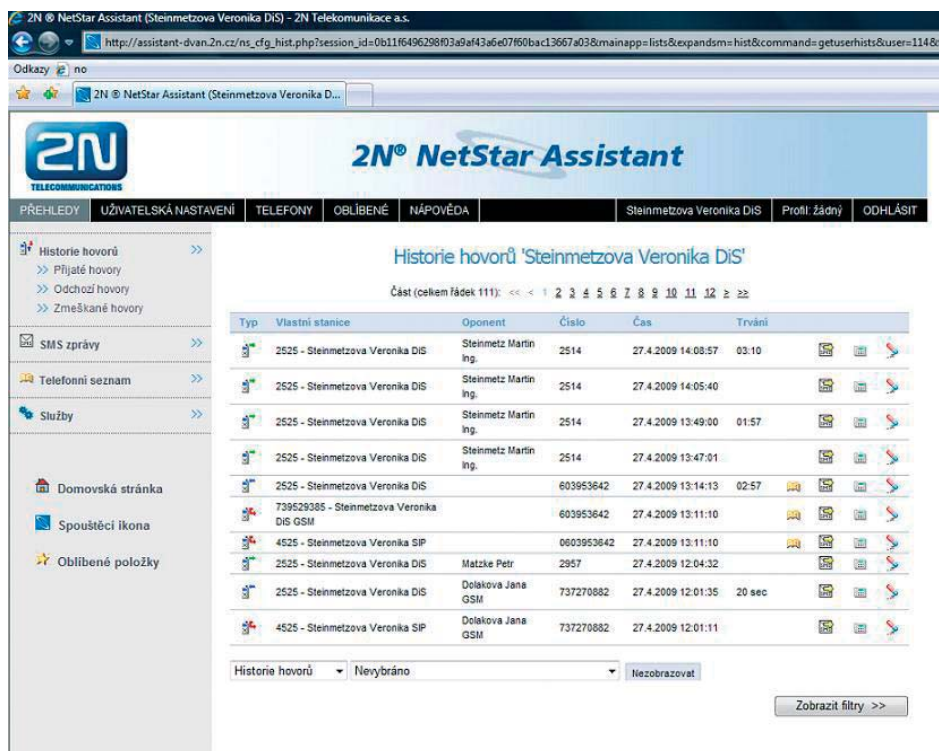 2N ® NetStar Assistant (Steinmetzova Veronika DiS) - 2N Telekomunikace a.s.
http://assistant-dvan.2n.cz/ns_cfg_hist.php?session_id=0b11f6496298f03a9af43a6e07f60bac13667a03&mainapp=lists&expandsm=hist&command=getuserhists&user=114&
Odkazy no
2N ® NetStar Assistant (Steinmetzova Veronika D...
2N TELECOMMUNICATIONS
2N® NetStar Assistant
PŘEHLEDY UŽIVATELSKÁ NASTAVENÍ TELEFONY OBLÍBENÉ NÁPOVĚDA Steinmetzova Veronika DiS Profil: žádný ODHLÁSIT
Historie hovorů >>
>> Přijaté hovory
>> Odchozí hovory
>> Zmeškané hovory
SMS zprávy >>
Telefonní seznam >>
Služby >>
Domovská stránka
Spouštěcí ikona
Oblíbené položky
Historie hovorů 'Steinmetzova Veronika DiS'
Část (celkem řádek 111): << < 1 2 3 4 5 6 7 8 9 10 11 12 > >>
Typ Vlastní stanice Oponent Číslo Čas Trvání
2525 - Steinmetzova Veronika DiS Steinmetz Martin Ing. 2514 27.4.2009 14:08:57 03:10
2525 - Steinmetzova Veronika DiS Steinmetz Martin Ing. 2514 27.4.2009 14:05:40
2525 - Steinmetzova Veronika DiS Steinmetz Martin Ing. 2514 27.4.2009 13:49:00 01:57
2525 - Steinmetzova Veronika DiS Steinmetz Martin Ing. 2514 27.4.2009 13:47:01
2525 - Steinmetzova Veronika DiS 603953642 27.4.2009 13:14:13 02:57
739529385 - Steinmetzova Veronika DiS GSM 603953642 27.4.2009 13:11:10
4525 - Steinmetzova Veronika SIP 0603953642 27.4.2009 13:11:10
2525 - Steinmetzova Veronika DiS Matzke Petr 2957 27.4.2009 12:04:32
2525 - Steinmetzova Veronika DiS Dolakova Jana GSM 737270882 27.4.2009 12:01:35 20 sec
4525 - Steinmetzova Veronika SIP Dolakova Jana GSM 737270882 27.4.2009 12:01:11
Historie hovorů Nevybráno Nezobrazovat
Zobrazit filtry >>